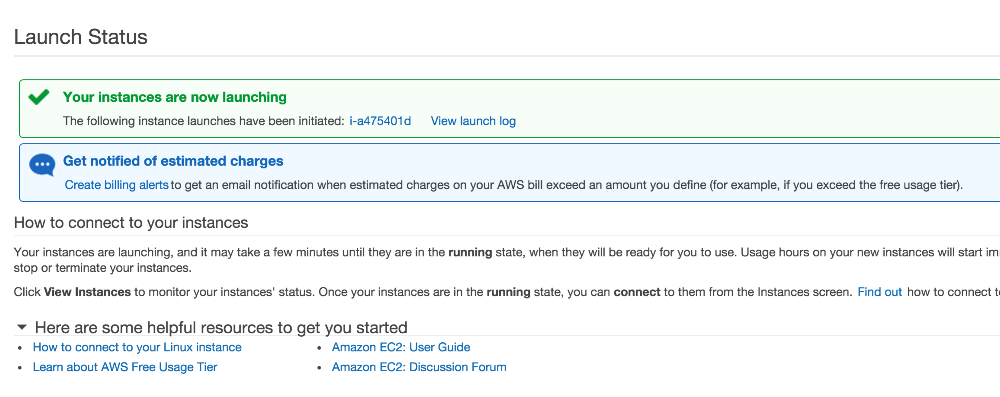 Launch Status
Your instances are now launching
The following instance launches have been initiated: i-a475401d View launch log
Get notified of estimated charges
Create billing alerts to get an email notification when estimated charges on your AWS bill exceed an amount you define (for example, if you exceed the free usage tier).
How to connect to your instances
Your instances are launching, and it may take a few minutes until they are in the running state, when they will be ready for you to use. Usage hours on your new instances will start
stop or terminate your instances.
Click View Instances to monitor your instances' status. Once your instances are in the running state, you can connect to them from the Instances screen. Find out how to connect
Here are some helpful resources to get you started
• How to connect to your Linux instance • Amazon EC2: User Guide
• Learn about AWS Free Usage Tier • Amazon EC2: Discussion Forum